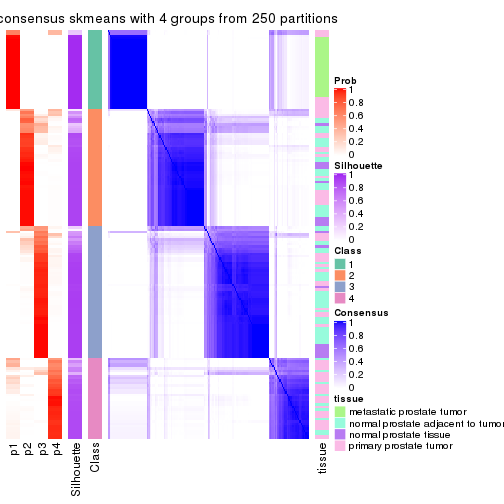 consensus skmeans with 4 groups from 250 partitions
Prob
1
0.8
0.6
0.4
0.2
0
Silhouette
1
0.8
0.6
0.4
0.2
0
Class
1
2
3
4
Consensus
1
0.8
0.6
0.4
0.2
0
tissue
metastatic prostate tumor
normal prostate adjacent to tumor
normal prostate tissue
primary prostate tumor
p1
p2
p3
p4
Silhouette
Class
tissue